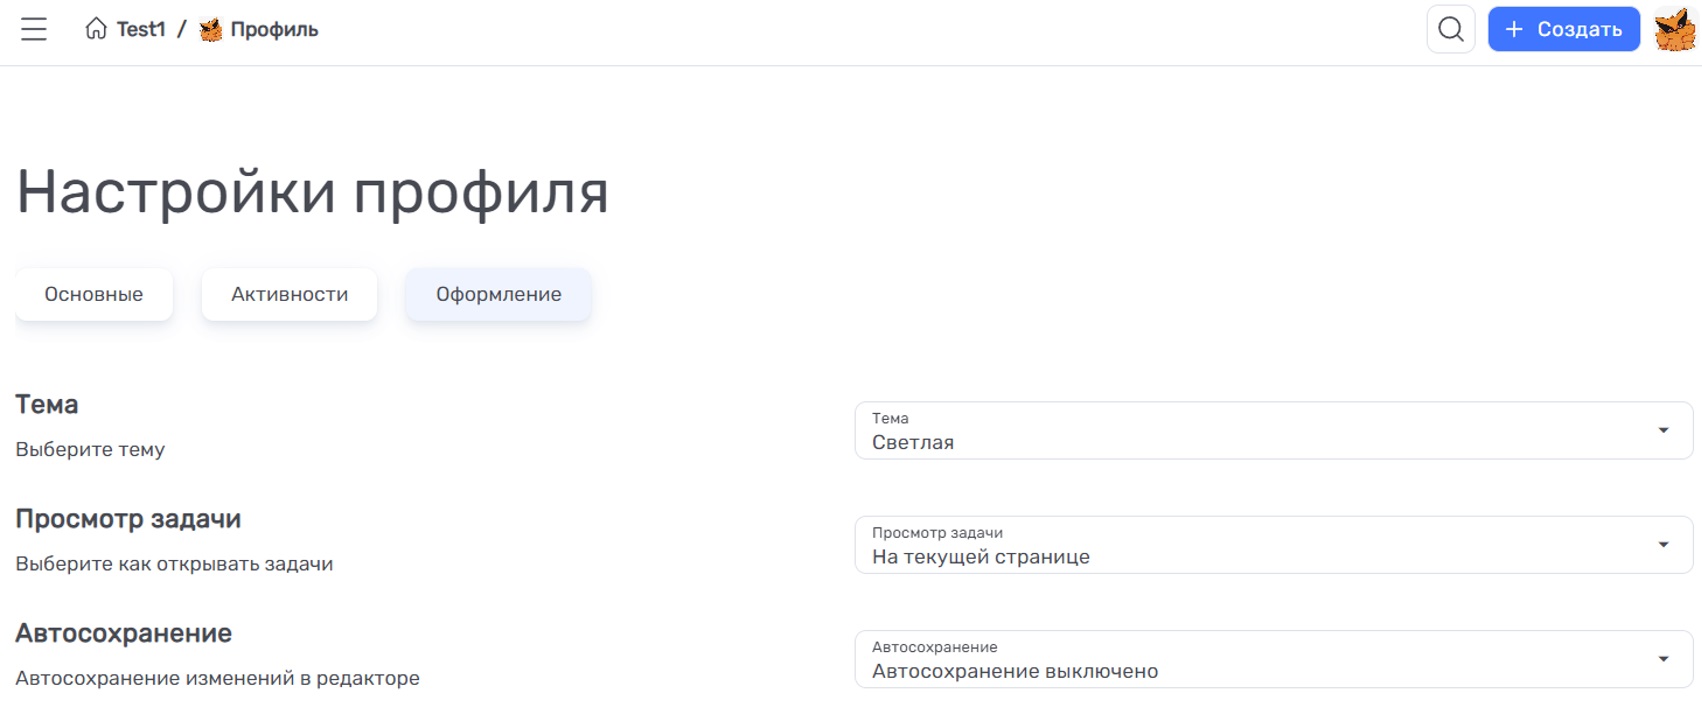 Test1 / Профиль
Создать
Настройки профиля
Основные
Активности
Оформление
Тема
Выберите тему
Тема
Светлая
Просмотр задачи
Выберите как открывать задачи
Просмотр задачи
На текущей странице
Автосохранение
Автосохранение изменений в редакторе
Автосохранение
Автосохранение выключено